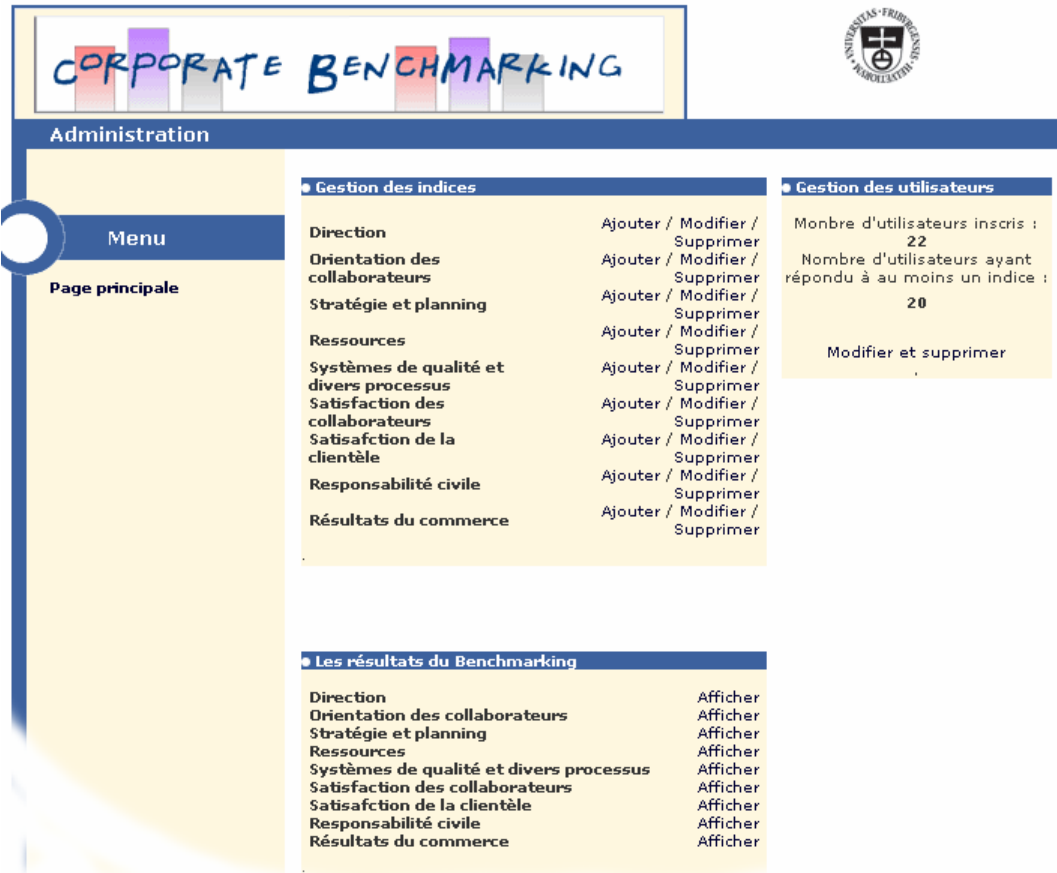 CORPORATE BENCHMARKING
UNIVERSITAS·FRIBURGENSIS·HELVETIORUM·
Administration
Menu
Page principale
Gestion des indices
Direction Ajouter / Modifier /
Supprimer
Orientation des Ajouter / Modifier /
collaborateurs Supprimer
Stratégie et planning Ajouter / Modifier /
Supprimer
Ressources Ajouter / Modifier /
Supprimer
Systèmes de qualité et Ajouter / Modifier /
divers processus Supprimer
Satisfaction des Ajouter / Modifier /
collaborateurs Supprimer
Satisafction de la Ajouter / Modifier /
clientèle Supprimer
Responsabilité civile Ajouter / Modifier /
Supprimer
Résultats du commerce Ajouter / Modifier /
Supprimer
.
Gestion des utilisateurs
Monbre d'utilisateurs inscris :
22
Nombre d'utilisateurs ayant
répondu à au moins un indice :
20
Modifier et supprimer
.
Les résultats du Benchmarking
Direction Afficher
Orientation des collaborateurs Afficher
Stratégie et planning Afficher
Ressources Afficher
Systèmes de qualité et divers processus Afficher
Satisfaction des collaborateurs Afficher
Satisafction de la clientèle Afficher
Responsabilité civile Afficher
Résultats du commerce Afficher
.